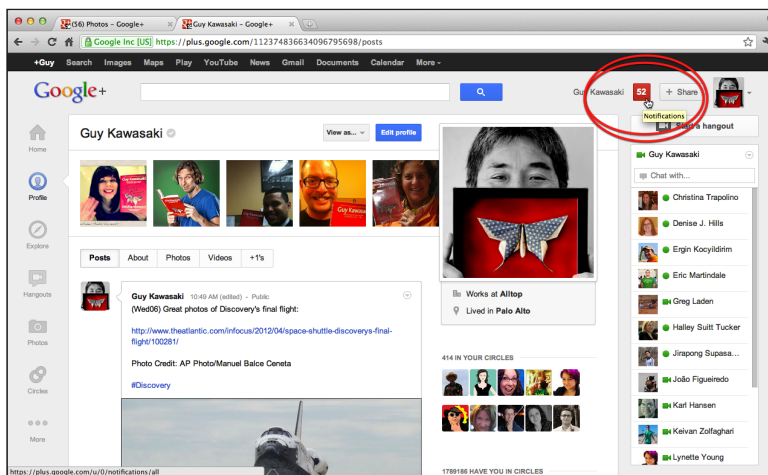 (56) Photos - Google+
Guy Kawasaki - Google+
Google Inc [US] https://plus.google.com/112374836634096795698/posts
+Guy Search Images Maps Play YouTube News Gmail Documents Calendar More
Google+
Guy Kawasaki 52 + Share
Notifications
Start a hangout
Home
Profile
Explore
Hangouts
Photos
Circles
More
Guy Kawasaki
View as...
Edit profile
Posts About Photos Videos +1's
Guy Kawasaki 10:49 AM (edited) - Public
(Wed06) Great photos of Discovery's final flight:
http://www.theatlantic.com/infocus/2012/04/space-shuttle-discoverys-final-
flight/100281/
Photo Credit: AP Photo/Manuel Balce Ceneta
#Discovery
Works at Alltop
Lived in Palo Alto
414 IN YOUR CIRCLES
1789186 HAVE YOU IN CIRCLES
Guy Kawasaki
Chat with...
Christina Trapolino
Denise J. Hills
Ergin Kocyildirim
Eric Martindale
Greg Laden
Halley Suitt Tucker
Jirapong Supasa...
João Figueiredo
Karl Hansen
Keivan Zolfaghari
Lynette Young
https://plus.google.com/u/0/notifications/all